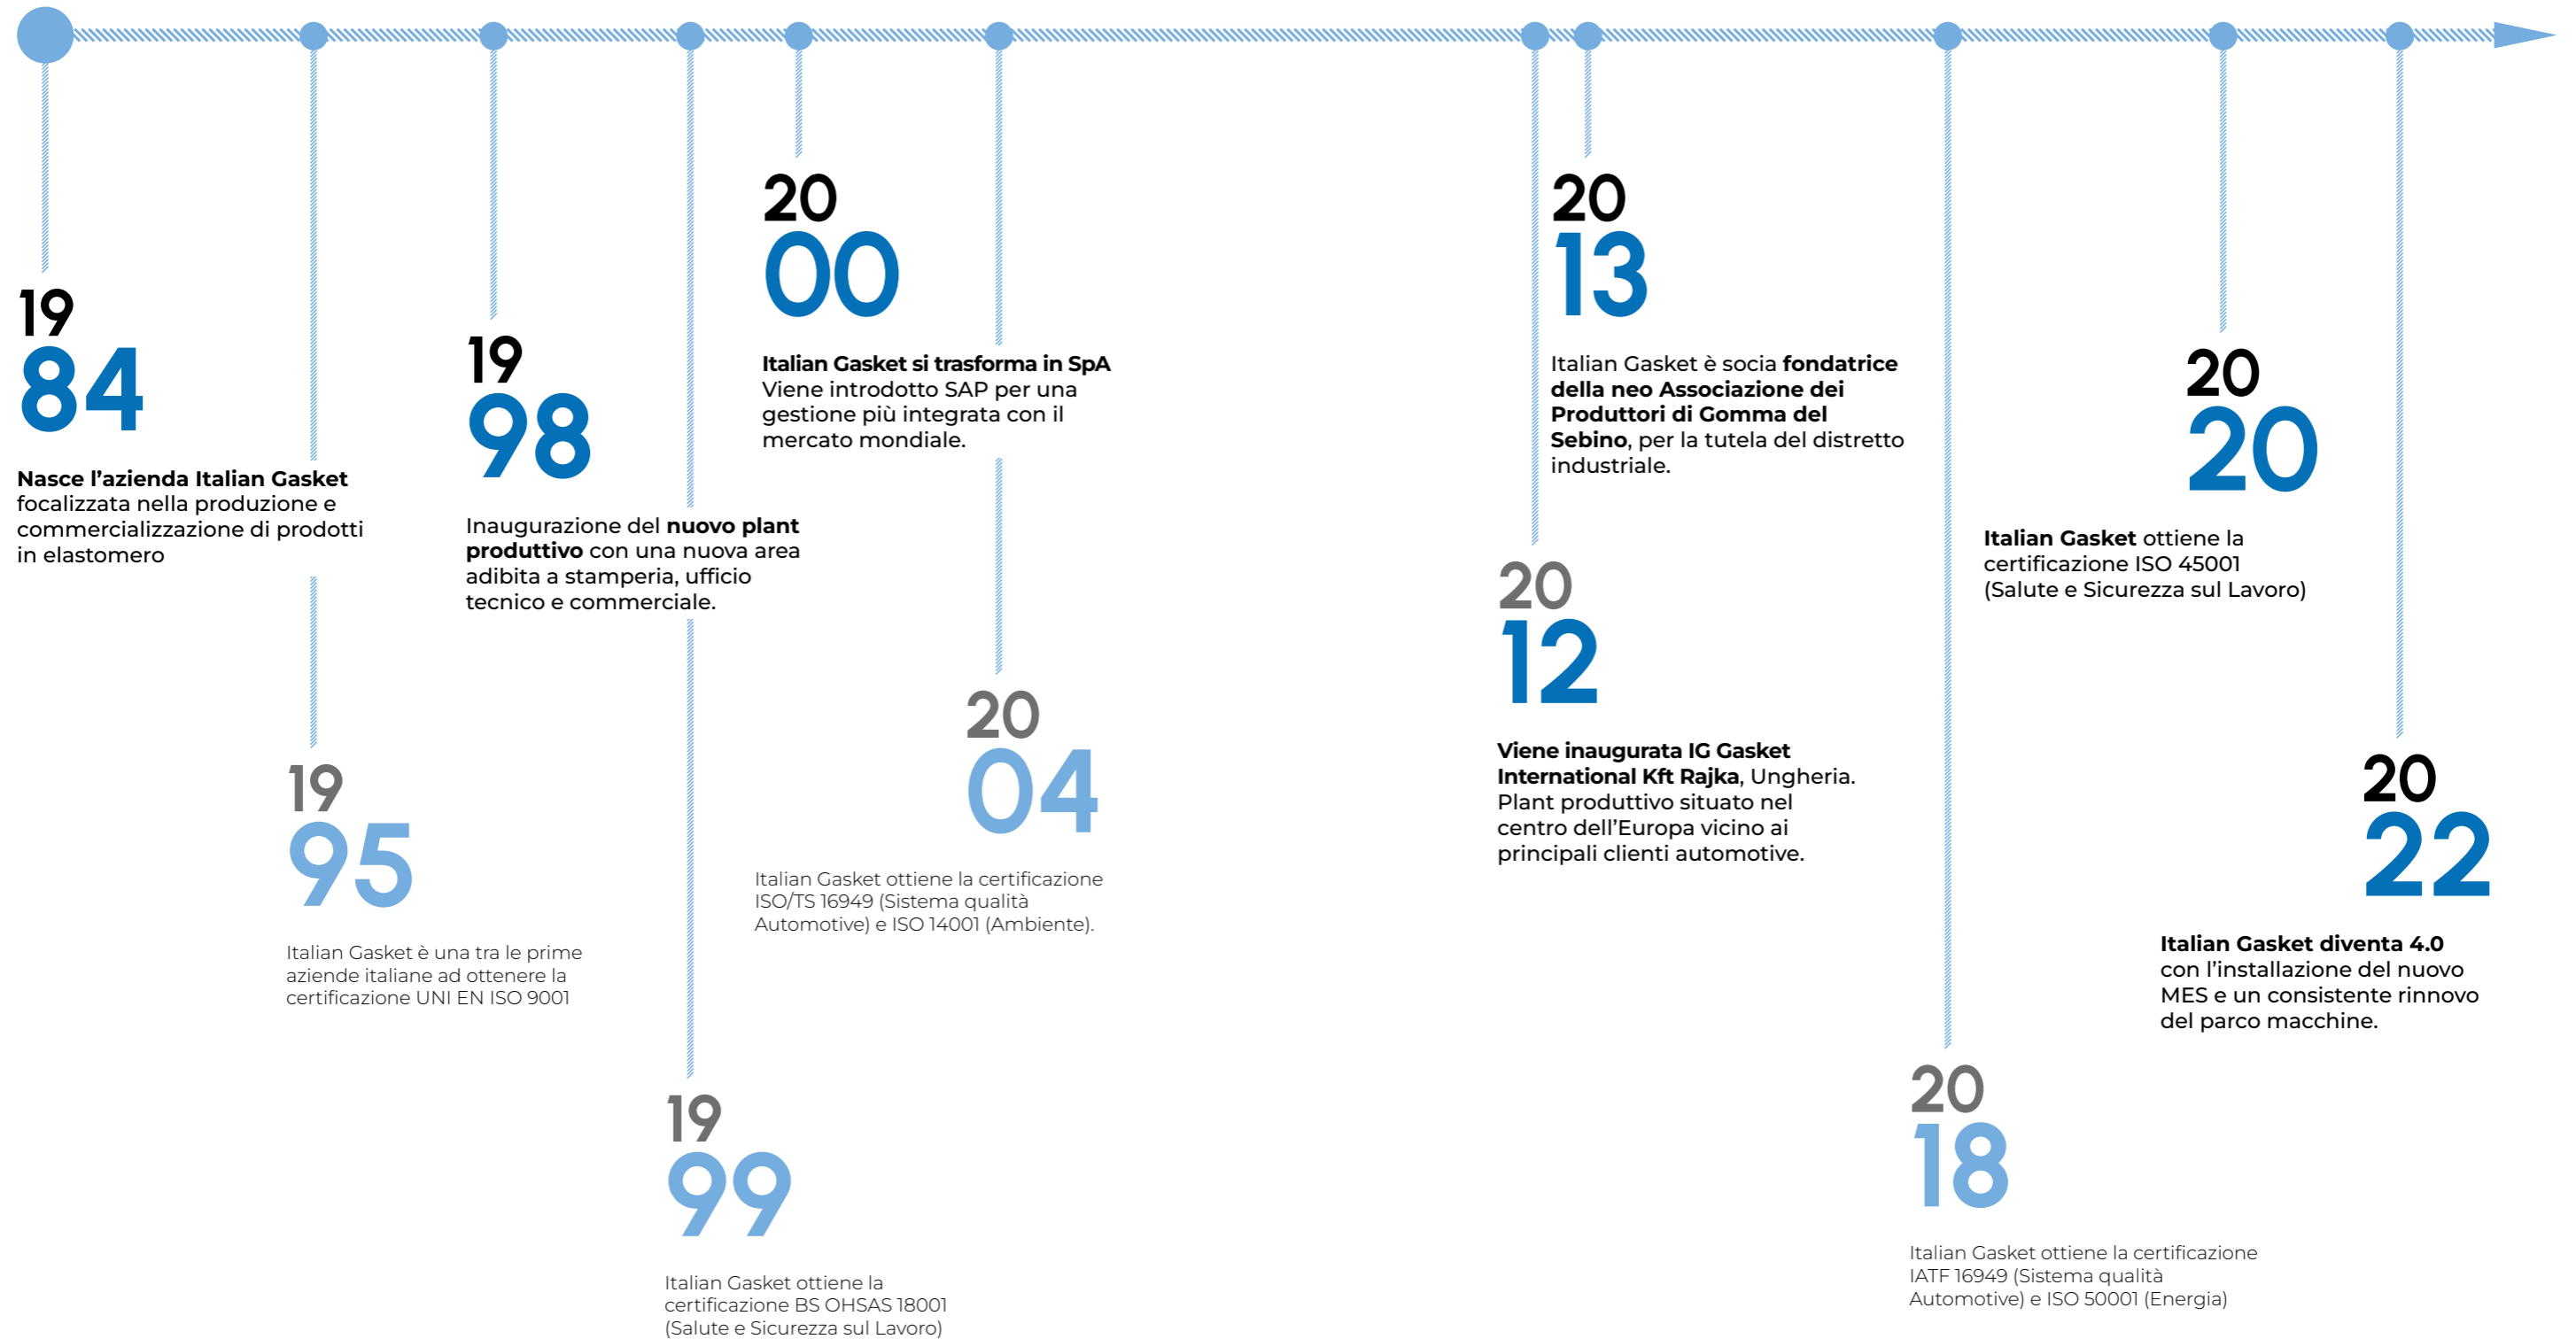 19
84
Nasce l’azienda Italian Gasket
focalizzata nella produzione e
commercializzazione di prodotti
in elastomero
19
95
Italian Gasket è una tra le prime
aziende italiane ad ottenere la
certificazione UNI EN ISO 9001
19
98
Inaugurazione del nuovo plant
produttivo con una nuova area
adibita a stamperia, ufficio
tecnico e commerciale.
19
99
Italian Gasket ottiene la
certificazione BS OHSAS 18001
(Salute e Sicurezza sul Lavoro)
20
00
Italian Gasket si trasforma in SpA
Viene introdotto SAP per una
gestione più integrata con il
mercato mondiale.
20
04
Italian Gasket ottiene la certificazione
ISO/TS 16949 (Sistema qualità
Automotive) e ISO 14001 (Ambiente).
20
12
Viene inaugurata IG Gasket
International Kft Rajka, Ungheria.
Plant produttivo situato nel
centro dell’Europa vicino ai
principali clienti automotive.
20
13
Italian Gasket è socia fondatrice
della neo Associazione dei
Produttori di Gomma del
Sebino, per la tutela del distretto
industriale.
20
18
Italian Gasket ottiene la certificazione
IATF 16949 (Sistema qualità
Automotive) e ISO 50001 (Energia)
20
20
Italian Gasket ottiene la
certificazione ISO 45001
(Salute e Sicurezza sul Lavoro)
20
22
Italian Gasket diventa 4.0
con l’installazione del nuovo
MES e un consistente rinnovo
del parco macchine.